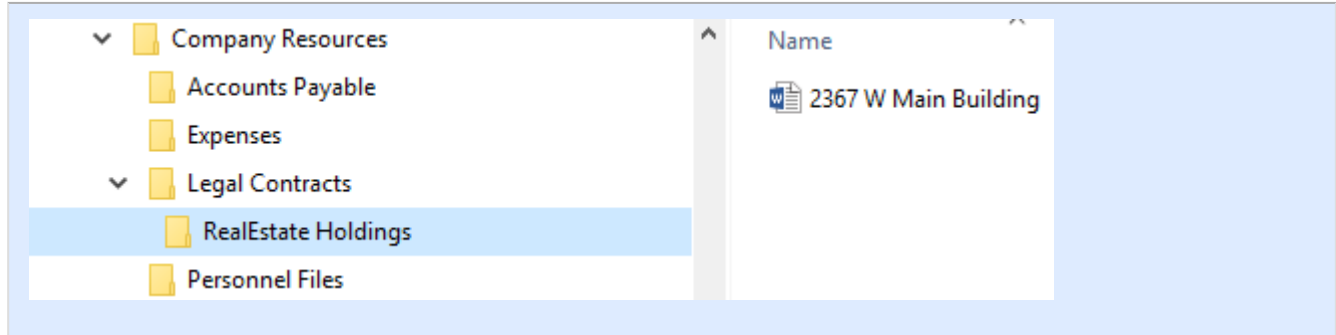 Company Resources
Accounts Payable
Expenses
Legal Contracts
RealEstate Holdings
Personnel Files
Name
2367 W Main Building